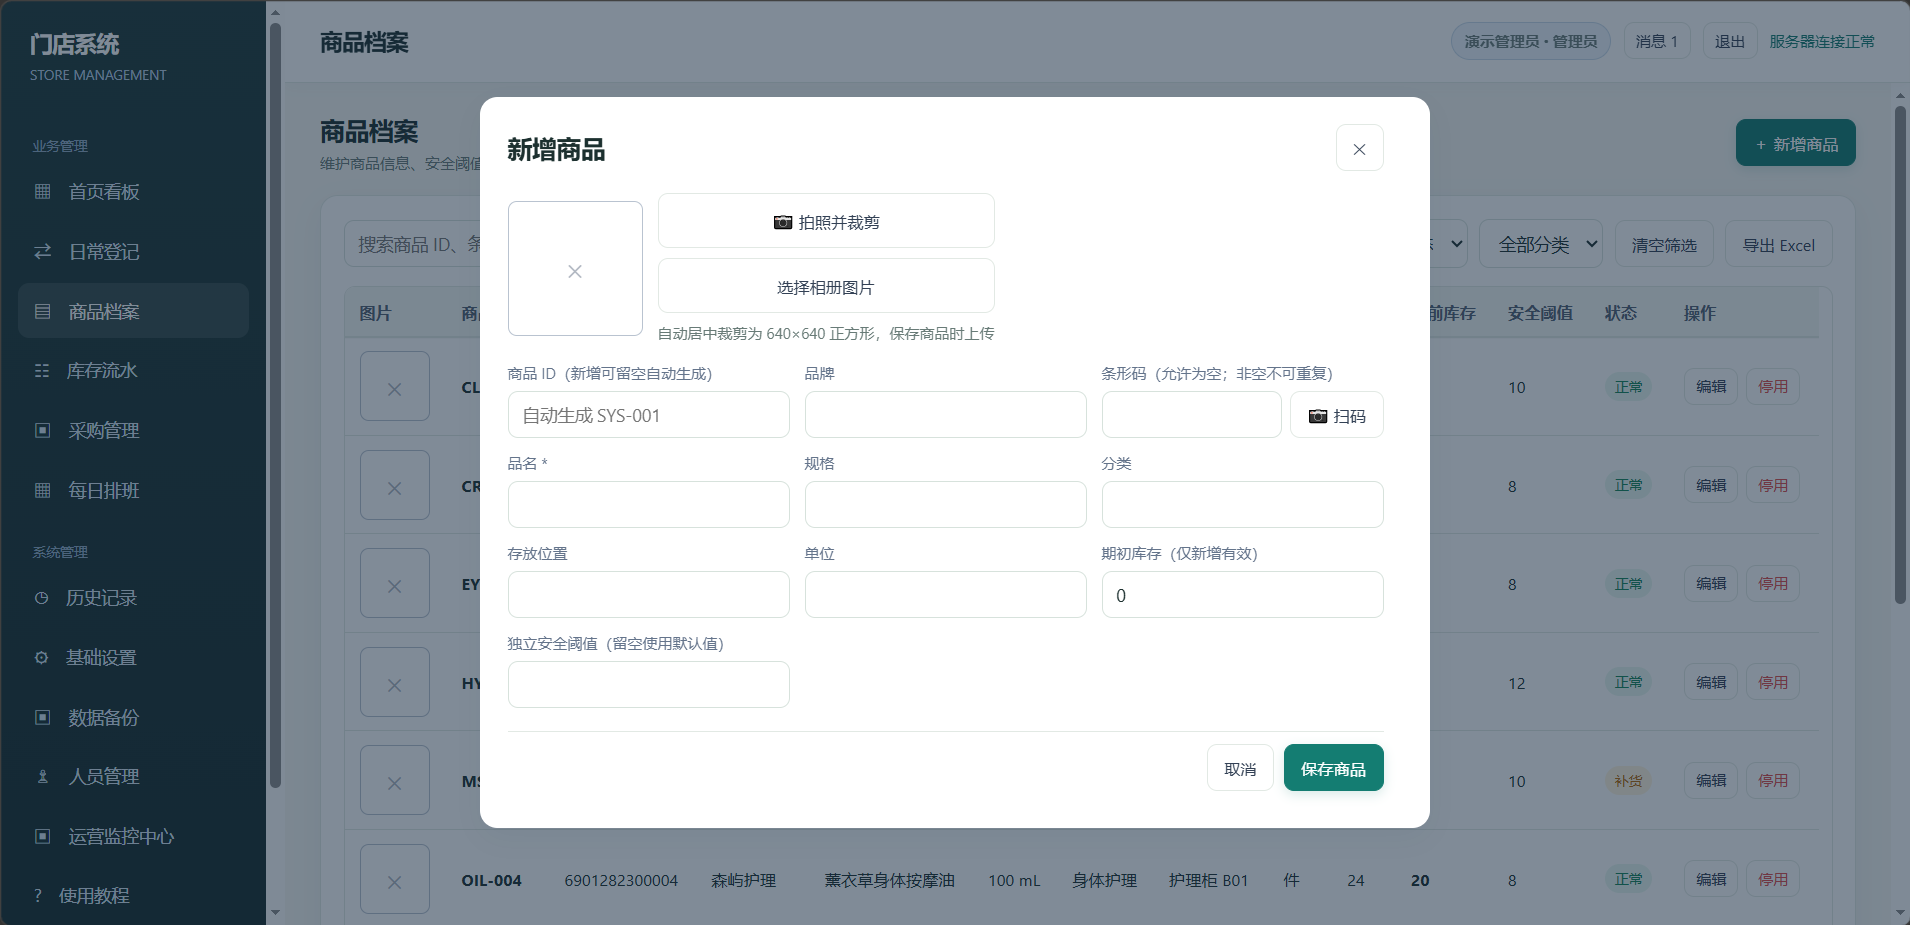 门店系统
STORE MANAGEMENT
业务管理
首页看板
日常登记
商品档案
库存流水
采购管理
每日排班
系统管理
历史记录
基础设置
数据备份
人员管理
运营监控中心
? 使用教程
商品档案
演示管理员·管理员
消息 1
退出
服务器连接正常
商品档案
维护商品信息、安全阈值
+ 新增商品
搜索商品 ID、条
全部分类
清空筛选
导出 Excel
图片 商 前库存 安全阈值 状态 操作
CL 10 正常 编辑 停用
CR 8 正常 编辑 停用
EY 8 正常 编辑 停用
HY 12 正常 编辑 停用
MS 10 补货 编辑 停用
OIL-004 6901282300004 森屿护理 薰衣草身体按摩油 100 mL 身体护理 护理柜 B01 件 24 20 8 正常 编辑 停用
新增商品
拍照并裁剪
选择相册图片
自动居中裁剪为 640×640 正方形，保存商品时上传
商品 ID（新增可留空自动生成） 品牌 条形码（允许为空；非空不可重复）
自动生成 SYS-001 扫码
品名 * 规格 分类
存放位置 单位 期初库存（仅新增有效）
0
独立安全阈值（留空使用默认值）
取消 保存商品